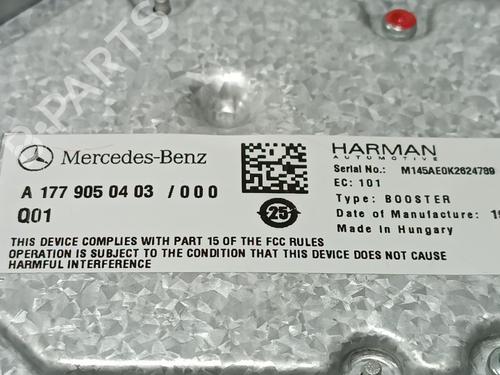 B-PARTS
Mercedes-Benz
A 177 905 04 03 / 000
Q01
25
HARMAN
AUTOMOTIVE
Serial No.: M145AE0K2624789
EC: 101
Type: BOOSTER
Date of Manufacture: 19
Made in Hungary
THIS DEVICE COMPLIES WITH PART 15 OF THE FCC RULES
OPERATION IS SUBJECT TO THE CONDITION THAT THIS DEVICE DOES NOT CAUSE
HARMFUL INTERFERENCE